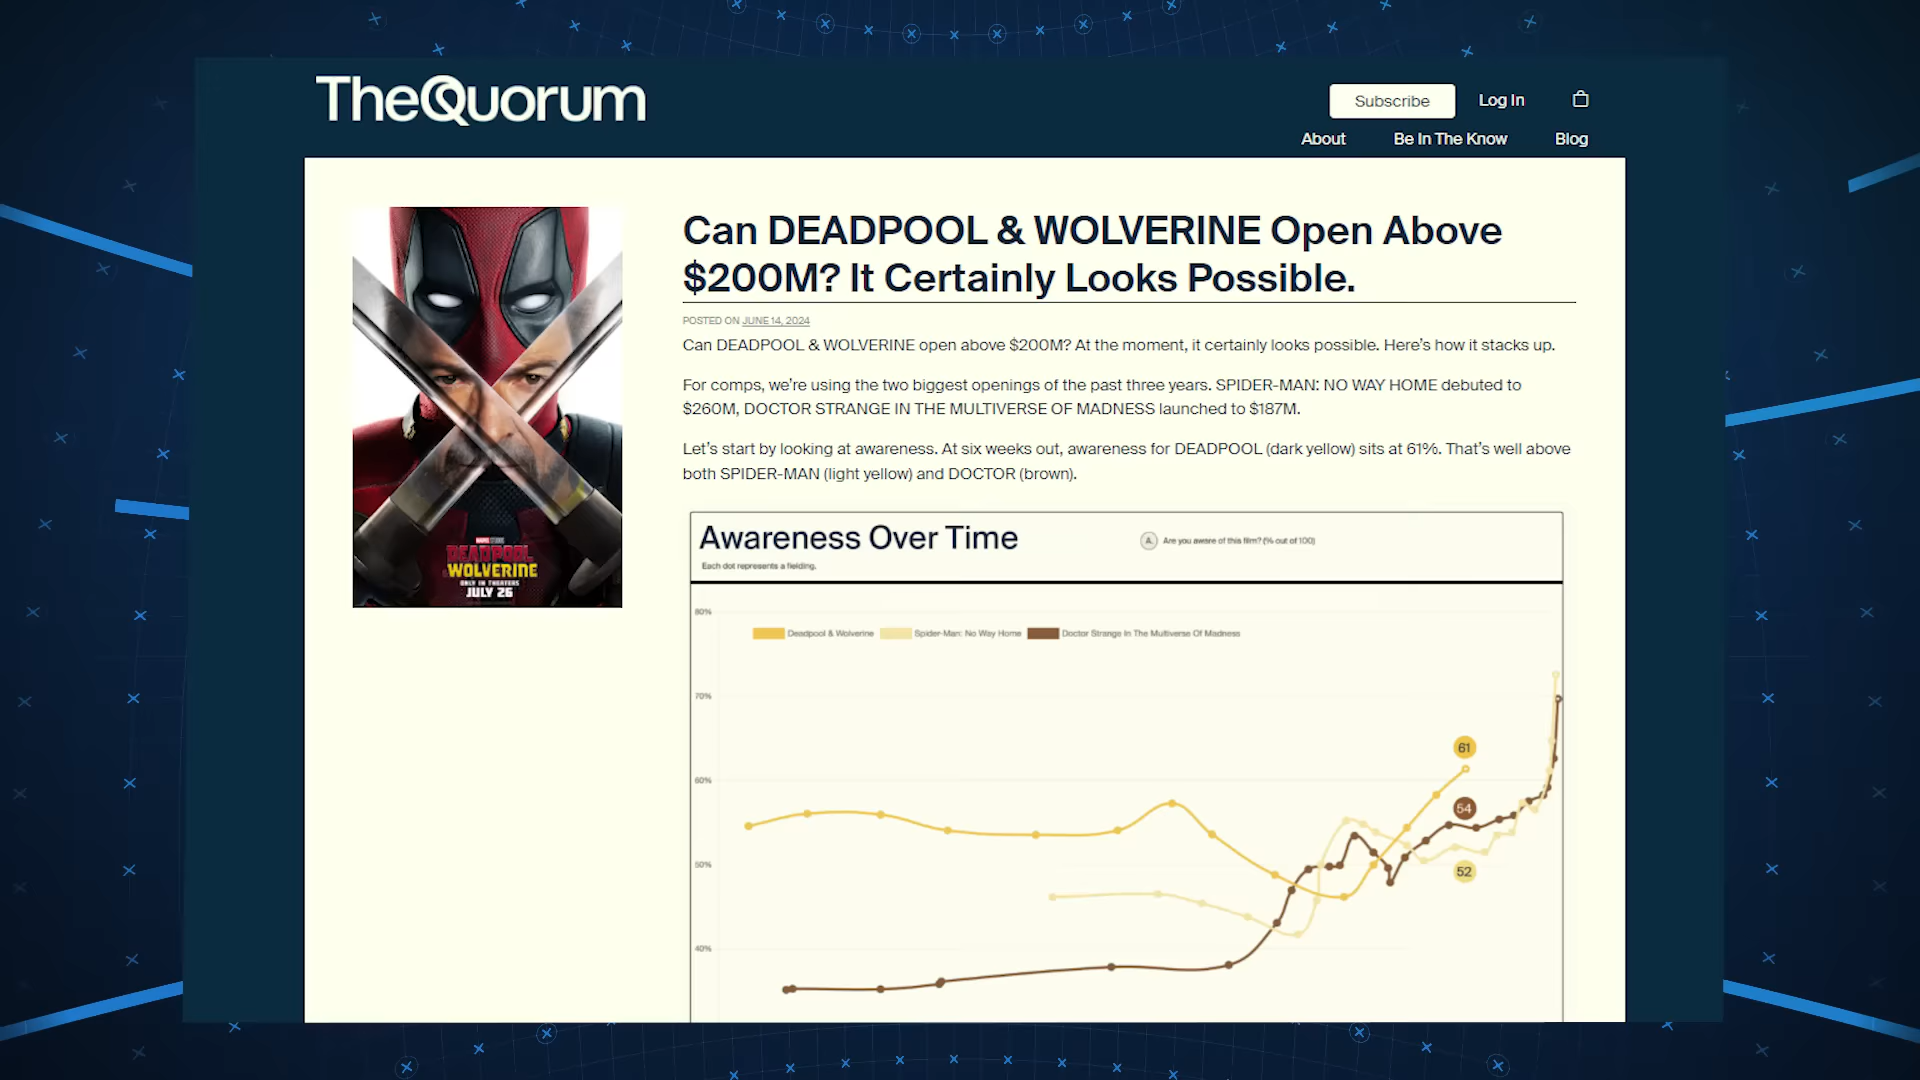 TheQuorum
Subscribe
Log In
About
Be In The Know
Blog
Can DEADPOOL & WOLVERINE Open Above
$200M? It Certainly Looks Possible.
POSTED ON JUNE 14, 2024
Can DEADPOOL & WOLVERINE open above $200M? At the moment, it certainly looks possible. Here's how it stacks up.
For comps, we're using the two biggest openings of the past three years. SPIDER-MAN: NO WAY HOME debuted to
$260M, DOCTOR STRANGE IN THE MULTIVERSE OF MADNESS launched to $187M.
Let's start by looking at awareness. At six weeks out, awareness for DEADPOOL (dark yellow) sits at 61%. That's well above
both SPIDER-MAN (light yellow) and DOCTOR (brown).
MARVEL STUDIOS
DEADPOOL
& WOLVERINE
ONLY IN THEATERS
JULY 26
Awareness Over Time
A. Are you aware of this film? (% out of 100)
Each dot represents a fielding.
80%
Deadpool & Wolverine
Spider-Man: No Way Home
Doctor Strange In The Multiverse Of Madness
70%
61
60%
54
50%
52
40%